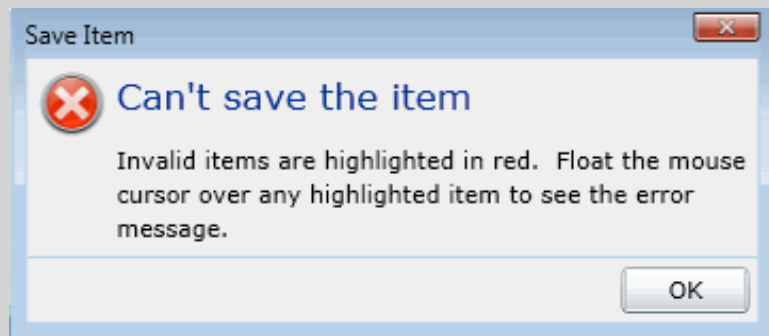 Save Item
Can't save the item
Invalid items are highlighted in red.  Float the mouse
cursor over any highlighted item to see the error
message.
OK